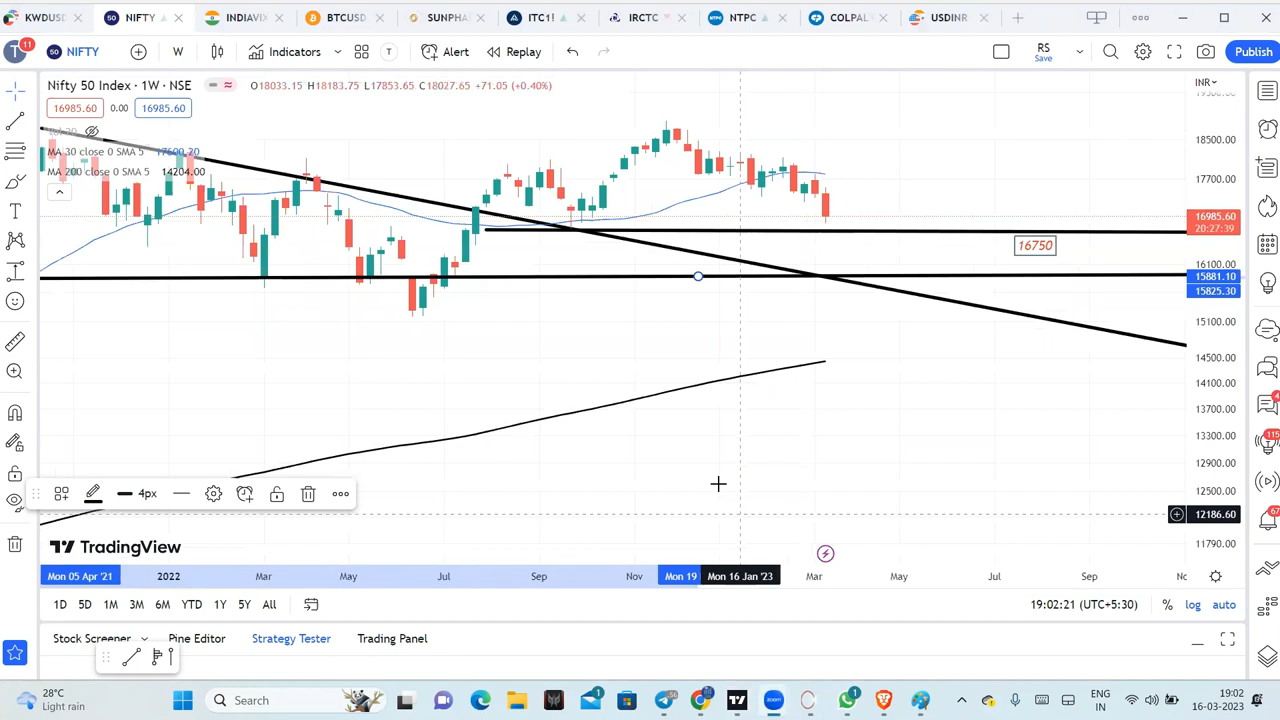 KWDUSD
NIFTY
INDIAVI
BTCUSD
SUNPHA
ITC1!
IRCTC
NTPC
COLPAL
USDINR
T 11
50 NIFTY
W
Indicators
T
Alert
Replay
RS
Save
Publish
Nifty 50 Index · 1W · NSE
O18033.15 H18183.75 L17853.65 C18027.65 +71.05 (+0.40%)
INR
16985.60 0.00 16985.60
MA 30 close 0 SMA 5 17600.20
MA 200 close 0 SMA 5 14204.00
18500.00
17700.00
16985.60
20:27:39
16750
16100.00
15881.10
15825.30
15100.00
14500.00
14100.00
13700.00
13300.00
12900.00
12500.00
12186.60
11790.00
4px
TradingView
Mon 05 Apr '21 2022 Mar May Jul Sep Nov Mon 19 Mon 16 Jan '23 Mar May Jul Sep
1D 5D 1M 3M 6M YTD 1Y 5Y All
19:02:21 (UTC+5:30) % log auto
Stock Screener Pine Editor Strategy Tester Trading Panel
28°C
Light rain
Search
ENG
IN
19:02
16-03-2023